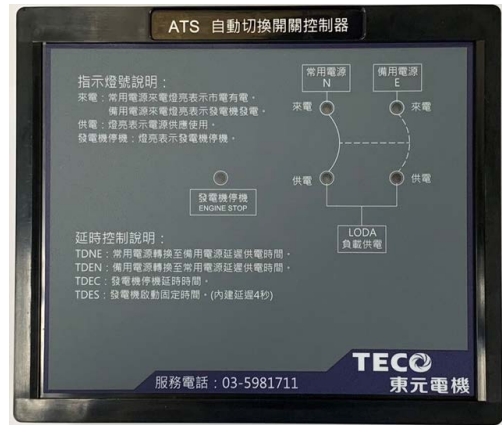 ATS 自動切換開關控制器
指示燈號說明：
來電：常用電源來電燈亮表示市電有電。
備用電源來電燈亮表示發電機發電。
供電：燈亮表示電源供應使用。
發電機停機：燈亮表示發電機停機。
常用電源
N
備用電源
E
來電
來電
供電
供電
發電機停機
ENGINE STOP
LODA
負載供電
延時控制說明：
TDNE：常用電源轉換至備用電源延遲供電時間。
TDEN：備用電源轉換至常用電源延遲供電時間。
TDEC：發電機停機延時時間。
TDES：發電機啟動固定時間。(內建延遲4秒)
服務電話：03-5981711
TECO
東元電機